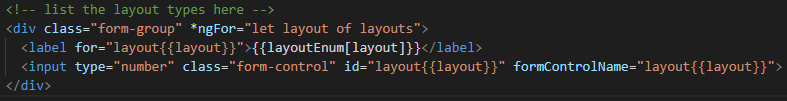 <!-- list the layout types here -->
<div class="form-group" *ngFor="let layout of layouts">
<label for="layout{{layout}}">{{layoutEnum[layout]}}</label>
<input type="number" class="form-control" id="layout{{layout}}" formControlName="layout{{layout}}">
</div>